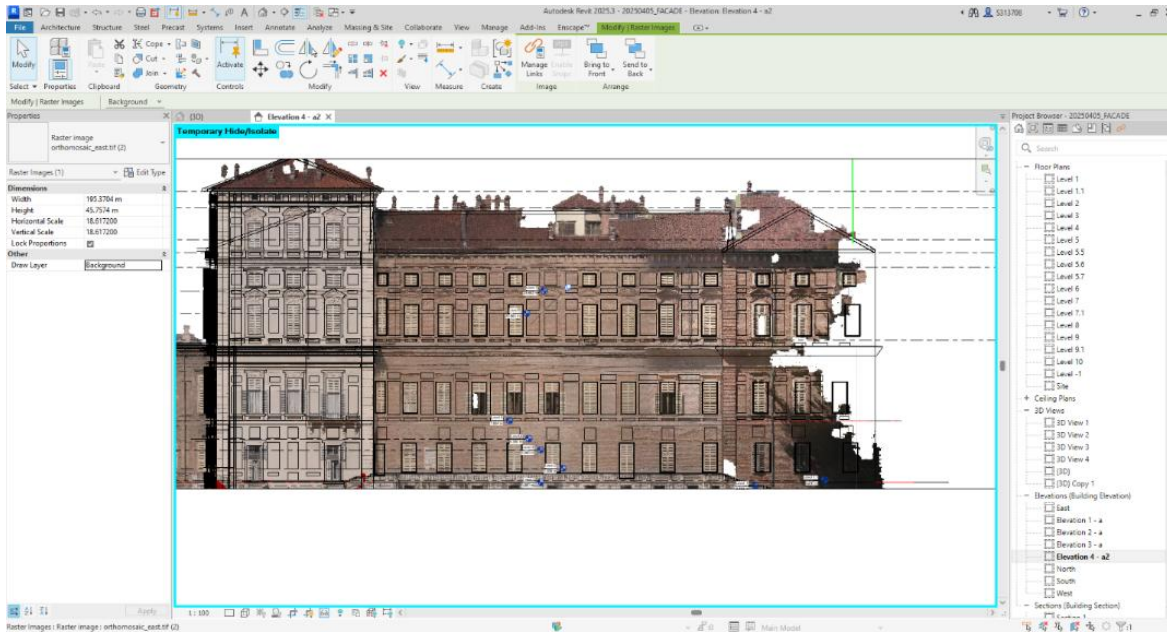 Autodesk Revit 2025.3 - 20250405_FACADE - Elevation: Elevation 4 - a2
5313708
File Architecture Structure Steel Precast Systems Insert Annotate Analyze Massing & Site Collaborate View Manage Add-Ins Enscape™ Modify | Raster Images
Modify
Paste
Cope
Cut
Join
Activate
Manage Links
Bring to Front
Send to Back
Select Properties Clipboard Geometry Controls Modify View Measure Create Image Arrange
Modify | Raster Images Background
Properties
Raster image
orthomosaic_east.tif (2)
Raster Images (1) Edit Type
Dimensions
Width 195.3704 m
Height 45.7574 m
Horizontal Scale 18.617200
Vertical Scale 18.617200
Lock Proportions
Other
Draw Layer Background
Apply
{3D}
Elevation 4 - a2
Temporary Hide/Isolate
1 : 100
Project Browser - 20250405_FACADE
Search
Floor Plans
Level 1
Level 1.1
Level 2
Level 3
Level 4
Level 5
Level 5.5
Level 5.6
Level 5.7
Level 6
Level 7
Level 7.1
Level 8
Level 9
Level 9.1
Level 10
Level -1
Site
Ceiling Plans
3D Views
3D View 1
3D View 2
3D View 3
3D View 4
{3D}
{3D} Copy 1
Elevations (Building Elevation)
East
Elevation 1 - a
Elevation 2 - a
Elevation 3 - a
Elevation 4 - a2
North
South
West
Sections (Building Section)
Section 1
Raster Images : Raster image : orthomosaic_east.tif (2)
Main Model